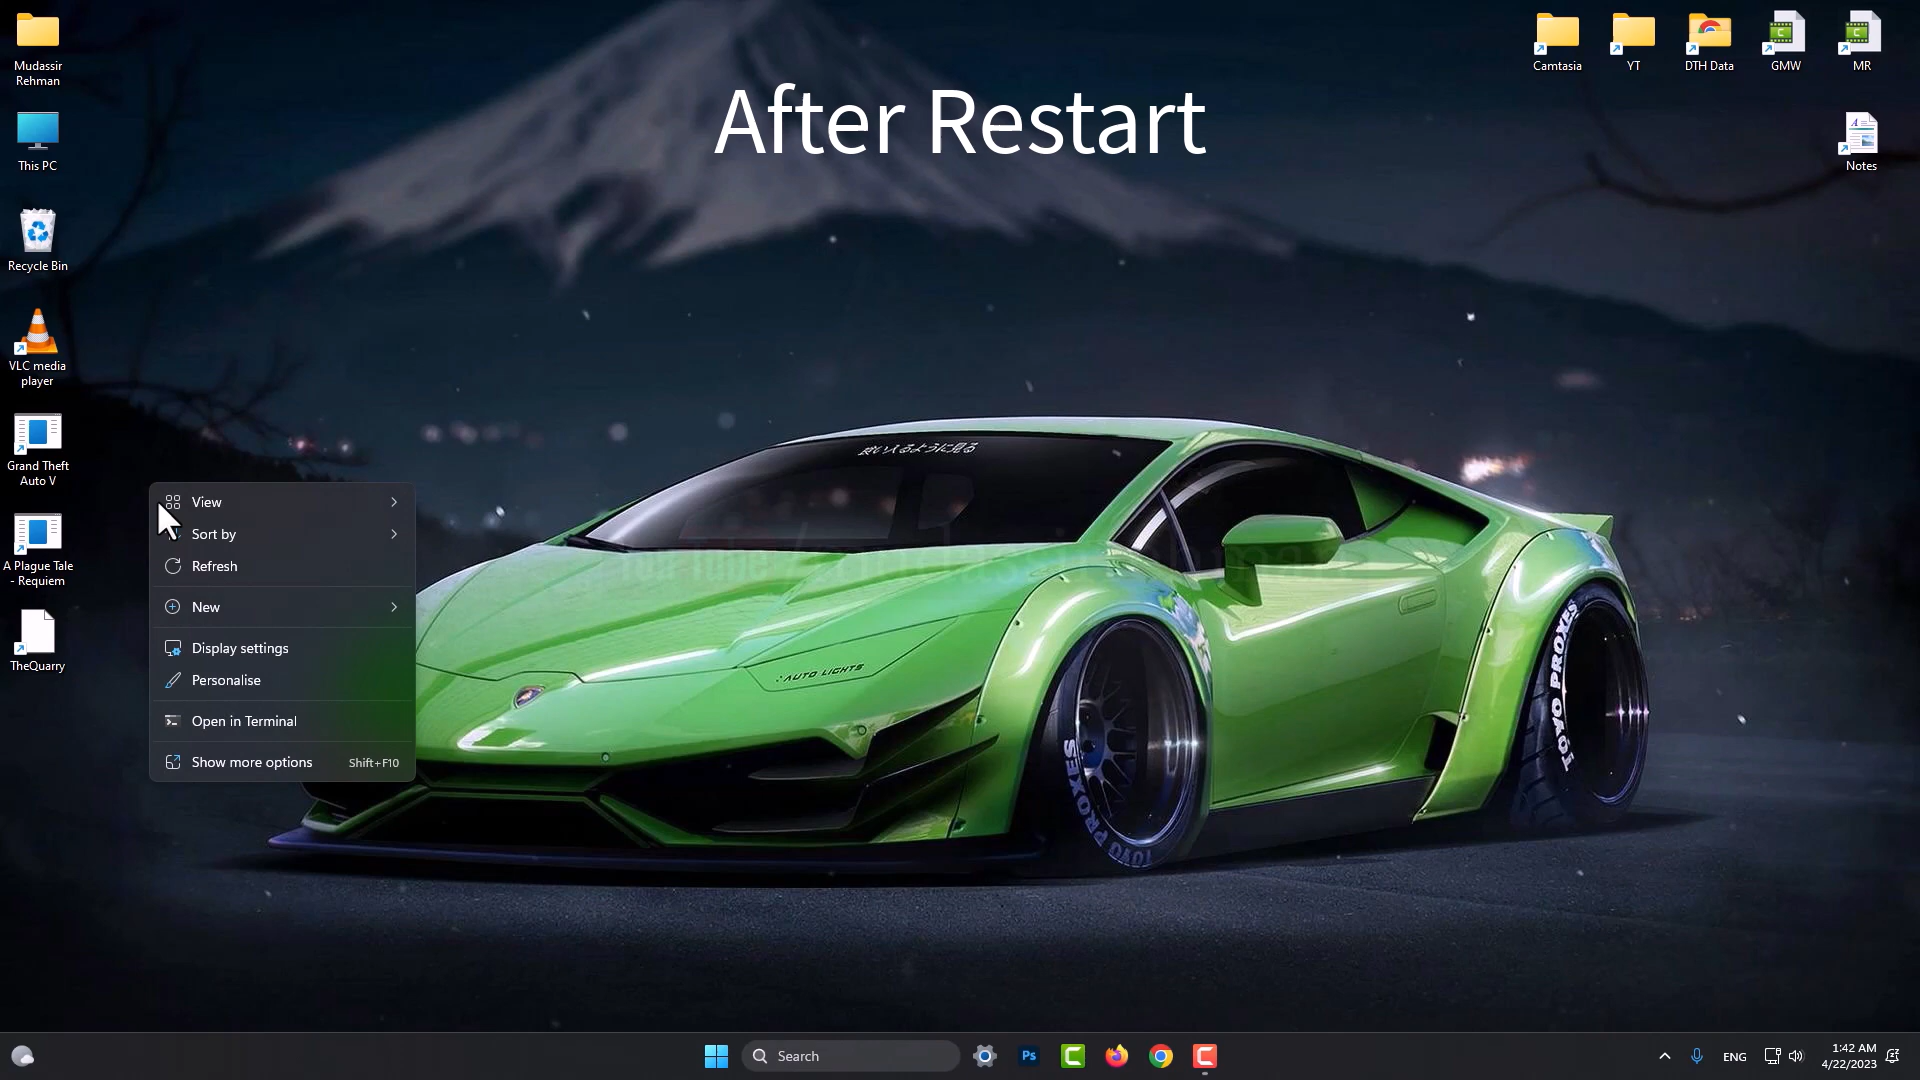 After Restart
Mudassir
Rehman
This PC
Recycle Bin
VLC media
player
Grand Theft
Auto V
A Plague Tale
- Requiem
TheQuarry
Camtasia
YT
DTH Data
GMW
MR
Notes
View
Sort by
Refresh
New
Display settings
Personalise
Open in Terminal
Show more options Shift+F10
AUTO LIGHTS
TOYO PROXES
TOYO PROXES
Search
Ps
ENG
1:42 AM
4/22/2023